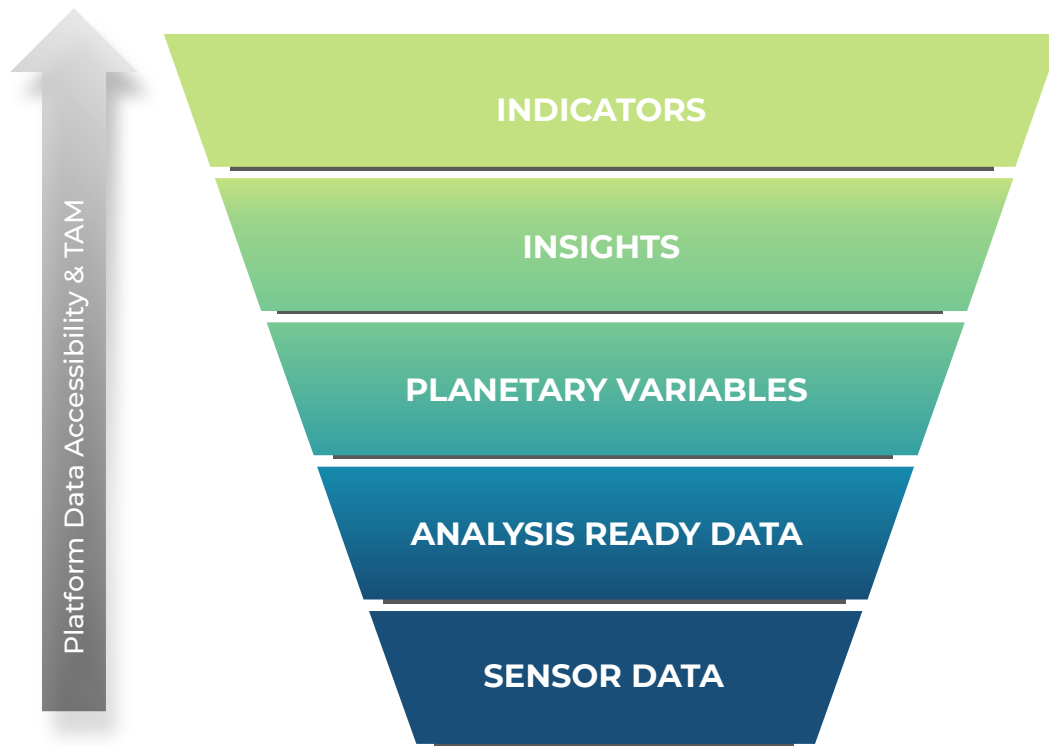 Platform Data Accessibility & TAM
INDICATORS
INSIGHTS
PLANETARY VARIABLES
ANALYSIS READY DATA
SENSOR DATA